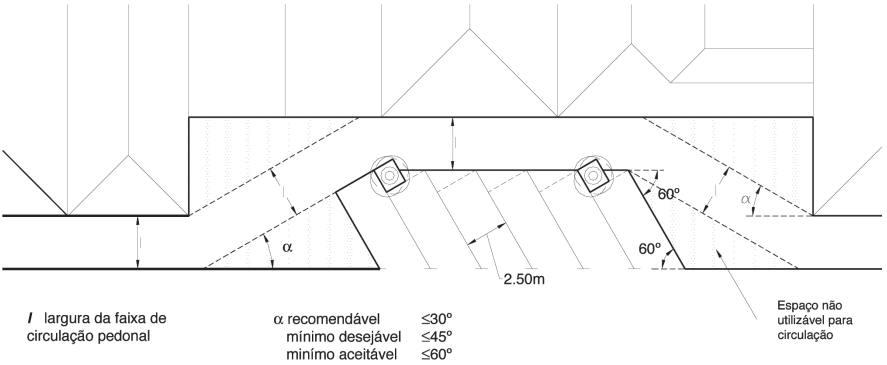 l
l
l
l
α
α
60º
60º
2.50m
l largura da faixa de
circulação pedonal
α recomendável ≤30º
mínimo desejável ≤45º
minímo aceitável ≤60º
Espaço não
utilizável para
circulação